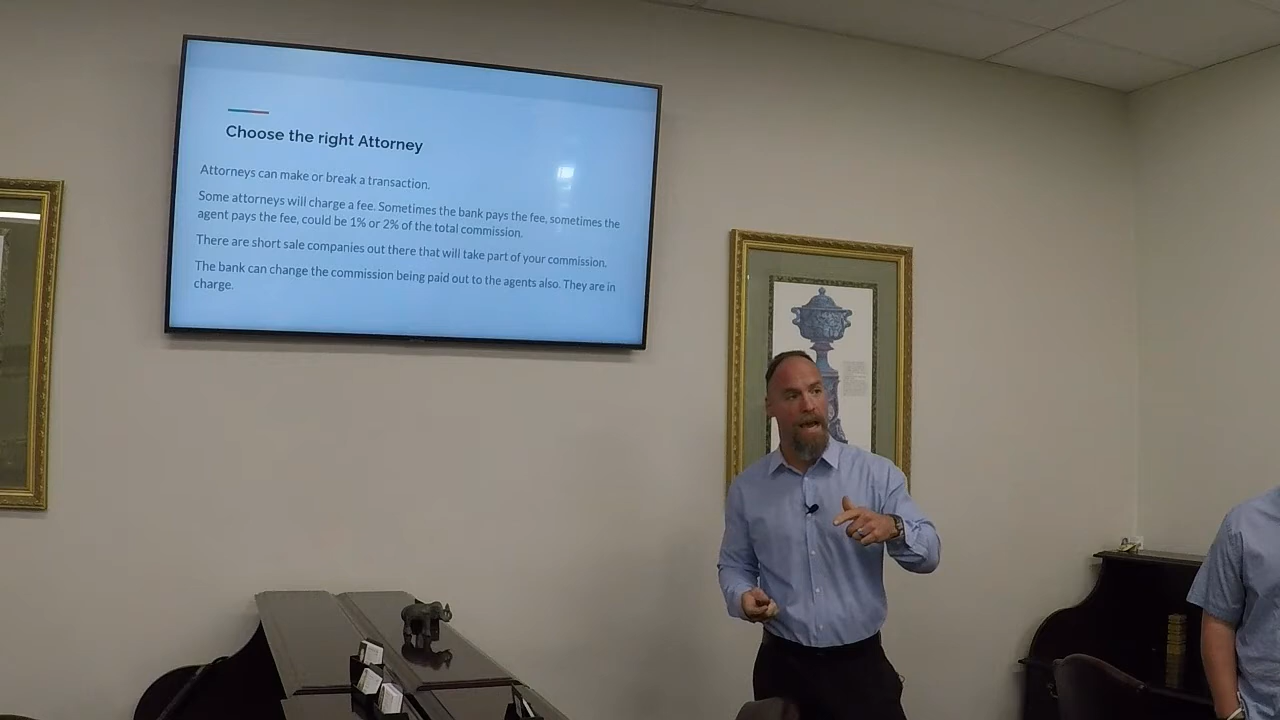 Choose the right Attorney
Attorneys can make or break a transaction.
Some attorneys will charge a fee. Sometimes the bank pays the fee, sometimes the
agent pays the fee, could be 1% or 2% of the total commission.
There are short sale companies out there that will take part of your commission.
The bank can change the commission being paid out to the agents also. They are in
charge.